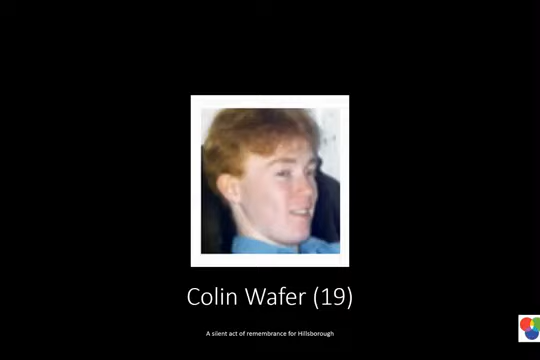 Colin Wafer (19)
A silent act of remembrance for Hillsborough